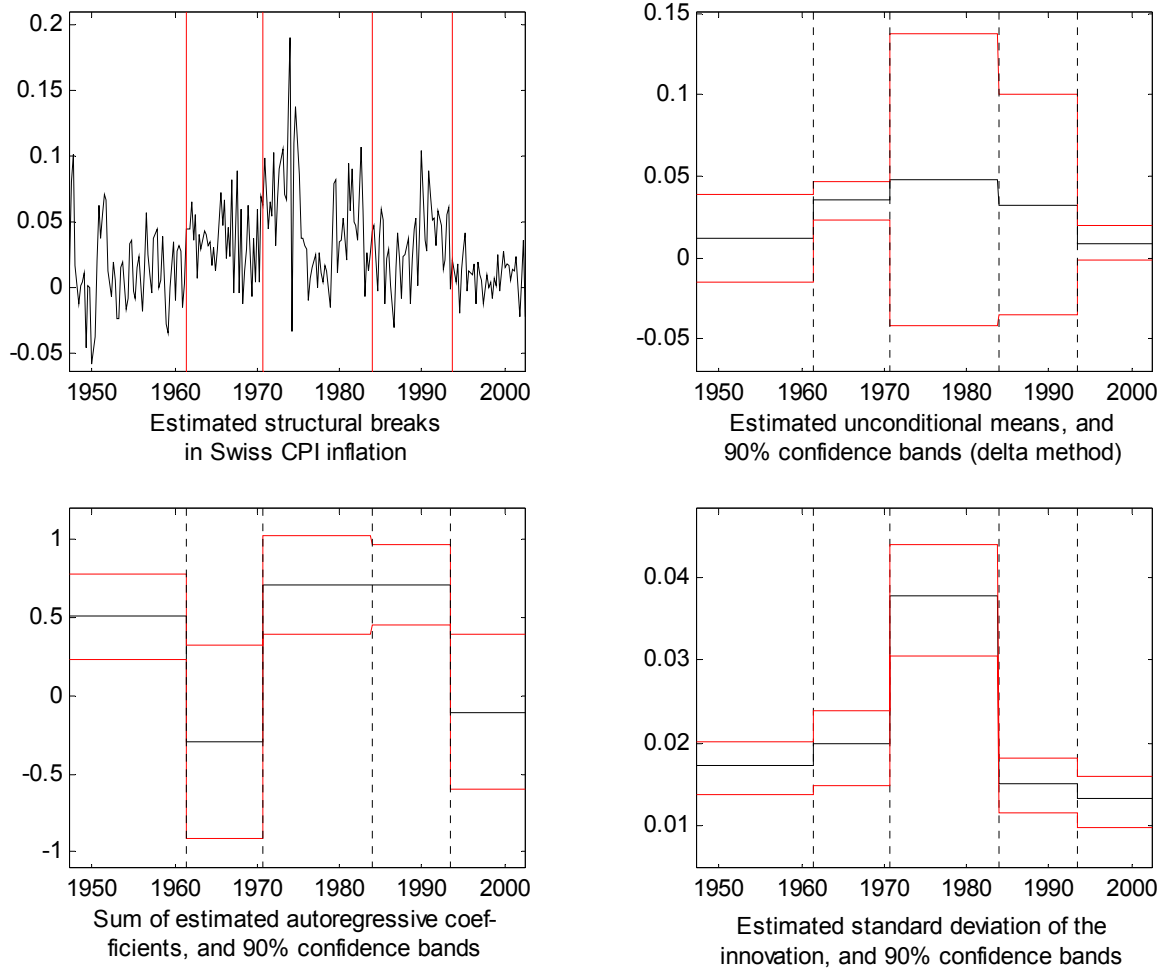 0.2
0.15
0.1
0.05
0
-0.05
1950 1960 1970 1980 1990 2000
Estimated structural breaks
in Swiss CPI inflation
0.15
0.1
0.05
0
-0.05
1950 1960 1970 1980 1990 2000
Estimated unconditional means, and
90% confidence bands (delta method)
1
0.5
0
-0.5
-1
1950 1960 1970 1980 1990 2000
Sum of estimated autoregressive coef-
ficients, and 90% confidence bands
0.04
0.03
0.02
0.01
1950 1960 1970 1980 1990 2000
Estimated standard deviation of the
innovation, and 90% confidence bands